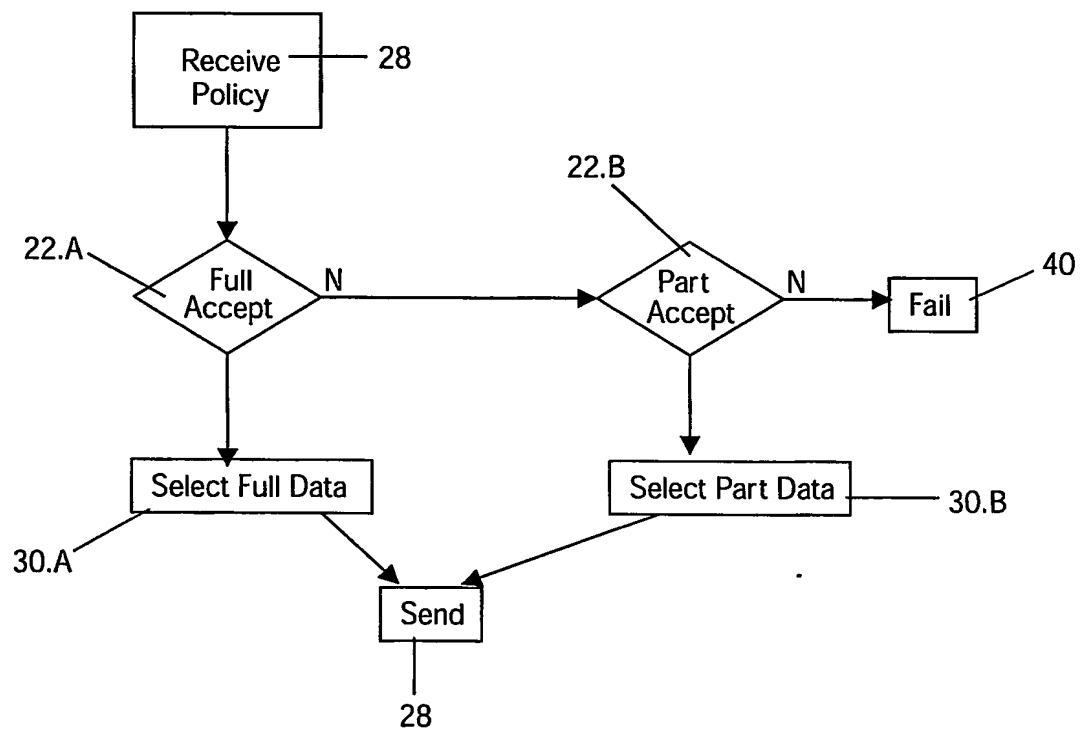 Receive
Policy
28
22.B
22.A
Full
Accept
N
Part
Accept
N
Fail
40
Select Full Data
Select Part Data
30.B
30.A
Send
28